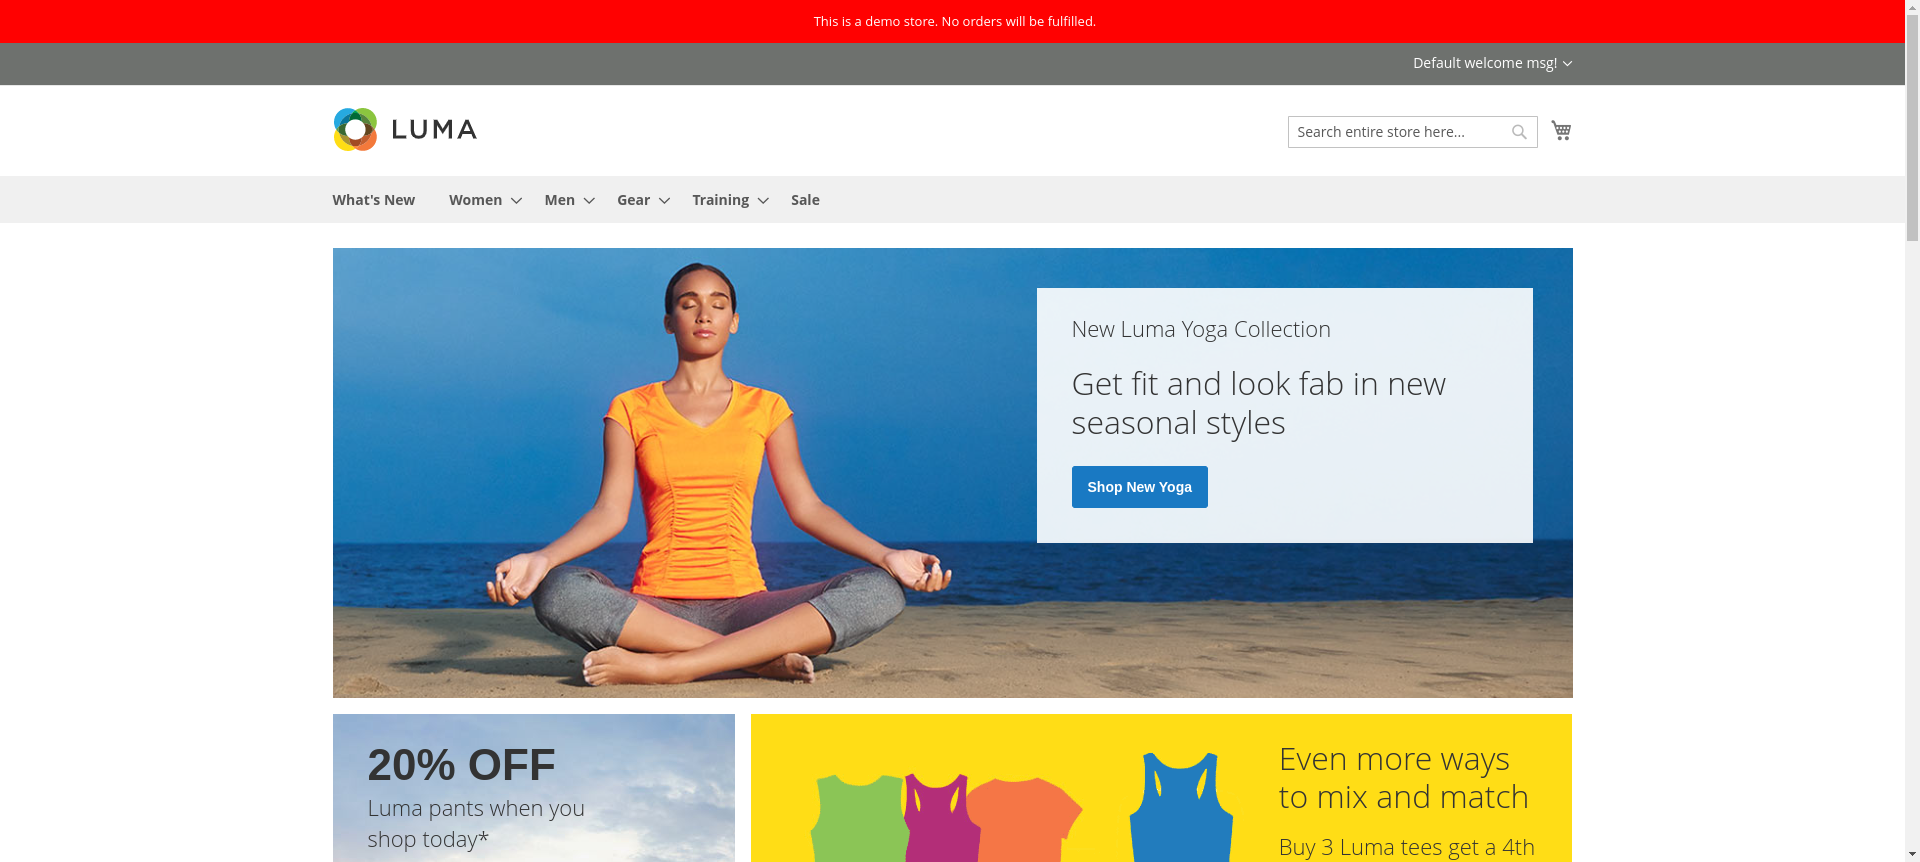 This is a demo store. No orders will be fulfilled.
Default welcome msg!
LUMA
Search entire store here...
What's New
Women
Men
Gear
Training
Sale
New Luma Yoga Collection
Get fit and look fab in new
seasonal styles
Shop New Yoga
20% OFF
Luma pants when you
shop today*
Even more ways
to mix and match
Buy 3 Luma tees get a 4th